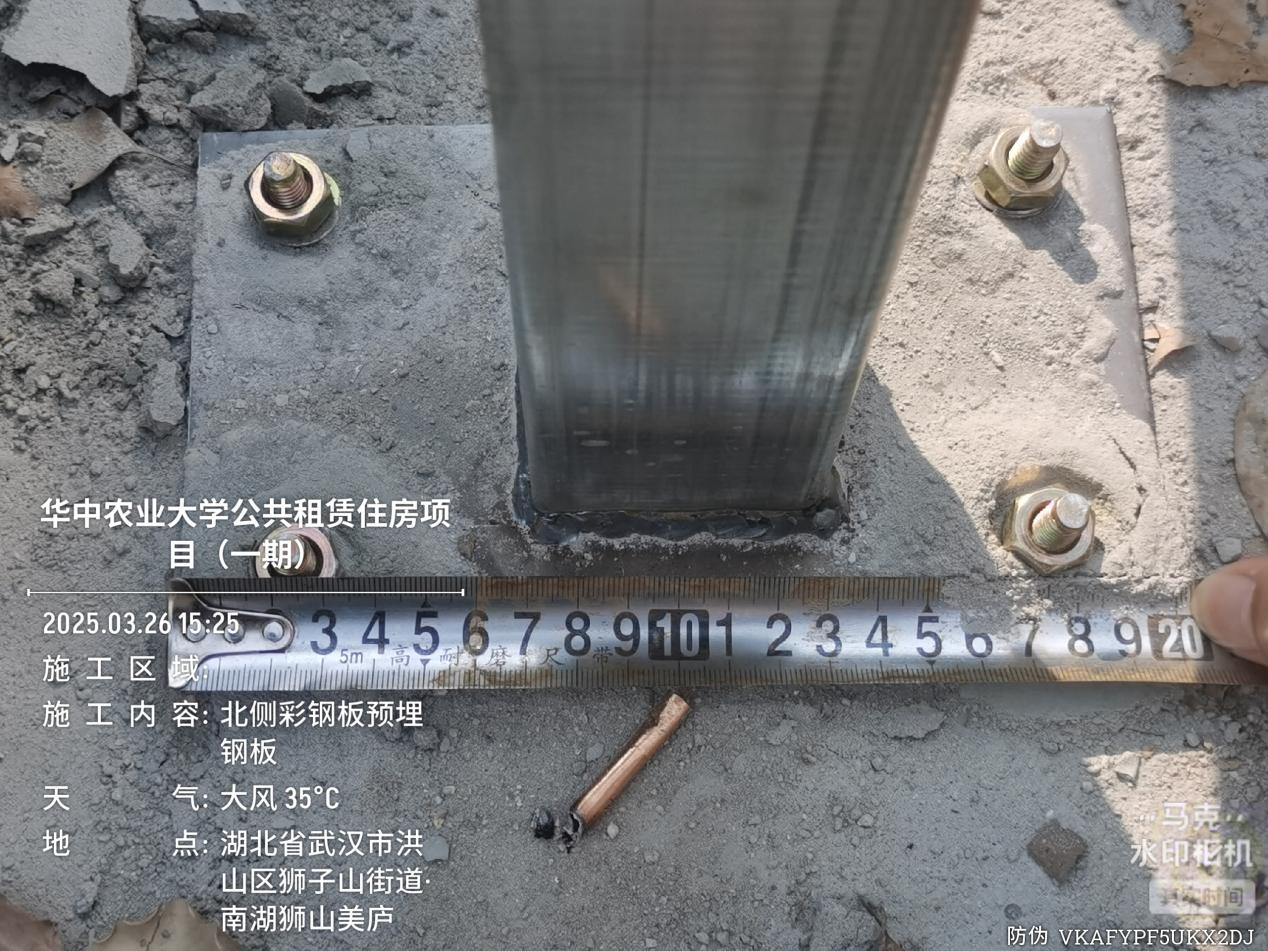 华中农业大学公共租赁住房项
目（一期）
2025.03.26 15:25
施工区域:
施工内容: 北侧彩钢板预埋
钢板
天气: 大风 35°C
地点: 湖北省武汉市洪
山区狮子山街道·
南湖狮山美庐
3 4 5 6 7 8 9 10 1 2 3 4 5 6 7 8 9 20
5m 高耐磨尺带
马克
水印相机
真实时间
防伪 VKAFYPF5UKX2DJ